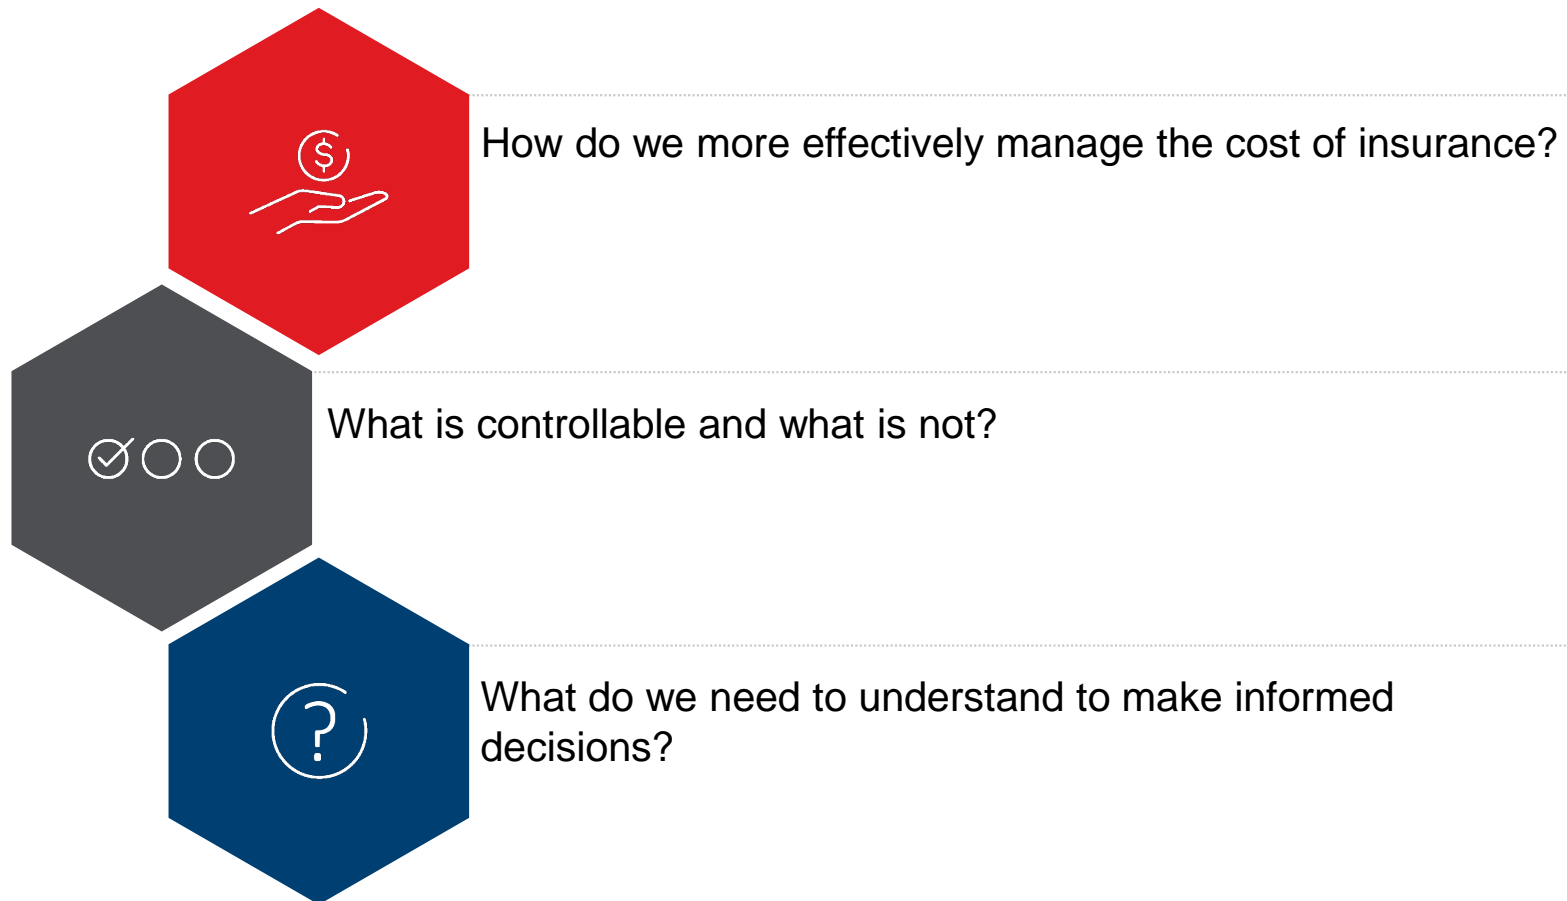 $
How do we more effectively manage the cost of insurance?
What is controllable and what is not?
?
What do we need to understand to make informed
decisions?